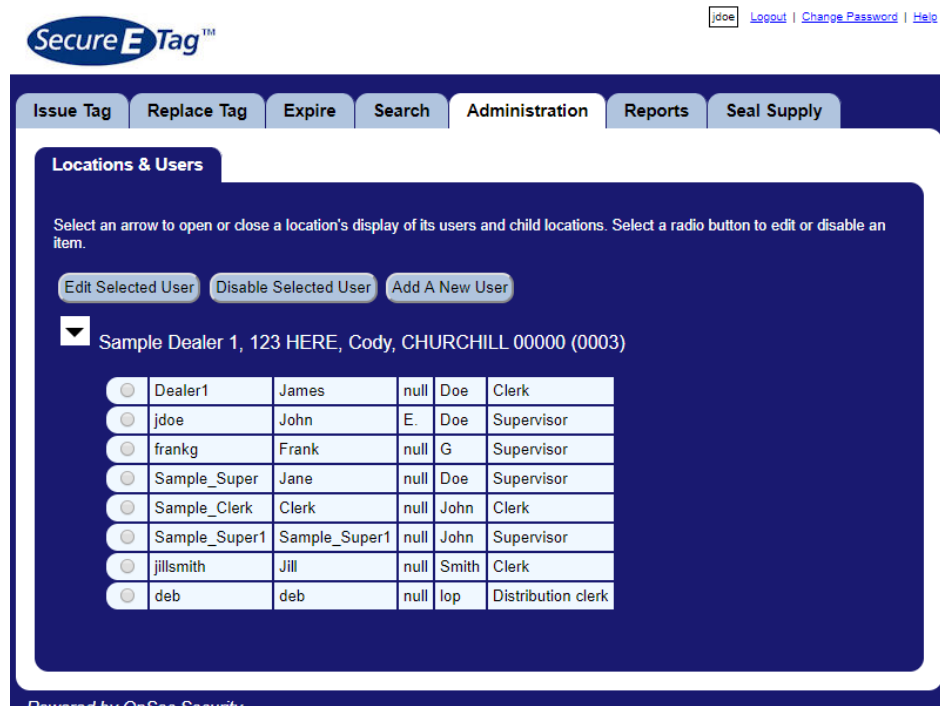 jdoe Logout | Change Password | Help
Secure E Tag™
Issue Tag Replace Tag Expire Search Administration Reports Seal Supply
Locations & Users
Select an arrow to open or close a location's display of its users and child locations. Select a radio button to edit or disable an
item.
Edit Selected User Disable Selected User Add A New User
Sample Dealer 1, 123 HERE, Cody, CHURCHILL 00000 (0003)
Dealer1 James null Doe Clerk
jdoe John E. Doe Supervisor
frankg Frank null G Supervisor
Sample_Super Jane null Doe Supervisor
Sample_Clerk Clerk null John Clerk
Sample_Super1 Sample_Super1 null John Supervisor
jillsmith Jill null Smith Clerk
deb deb null lop Distribution clerk
Powered by OpSec Security